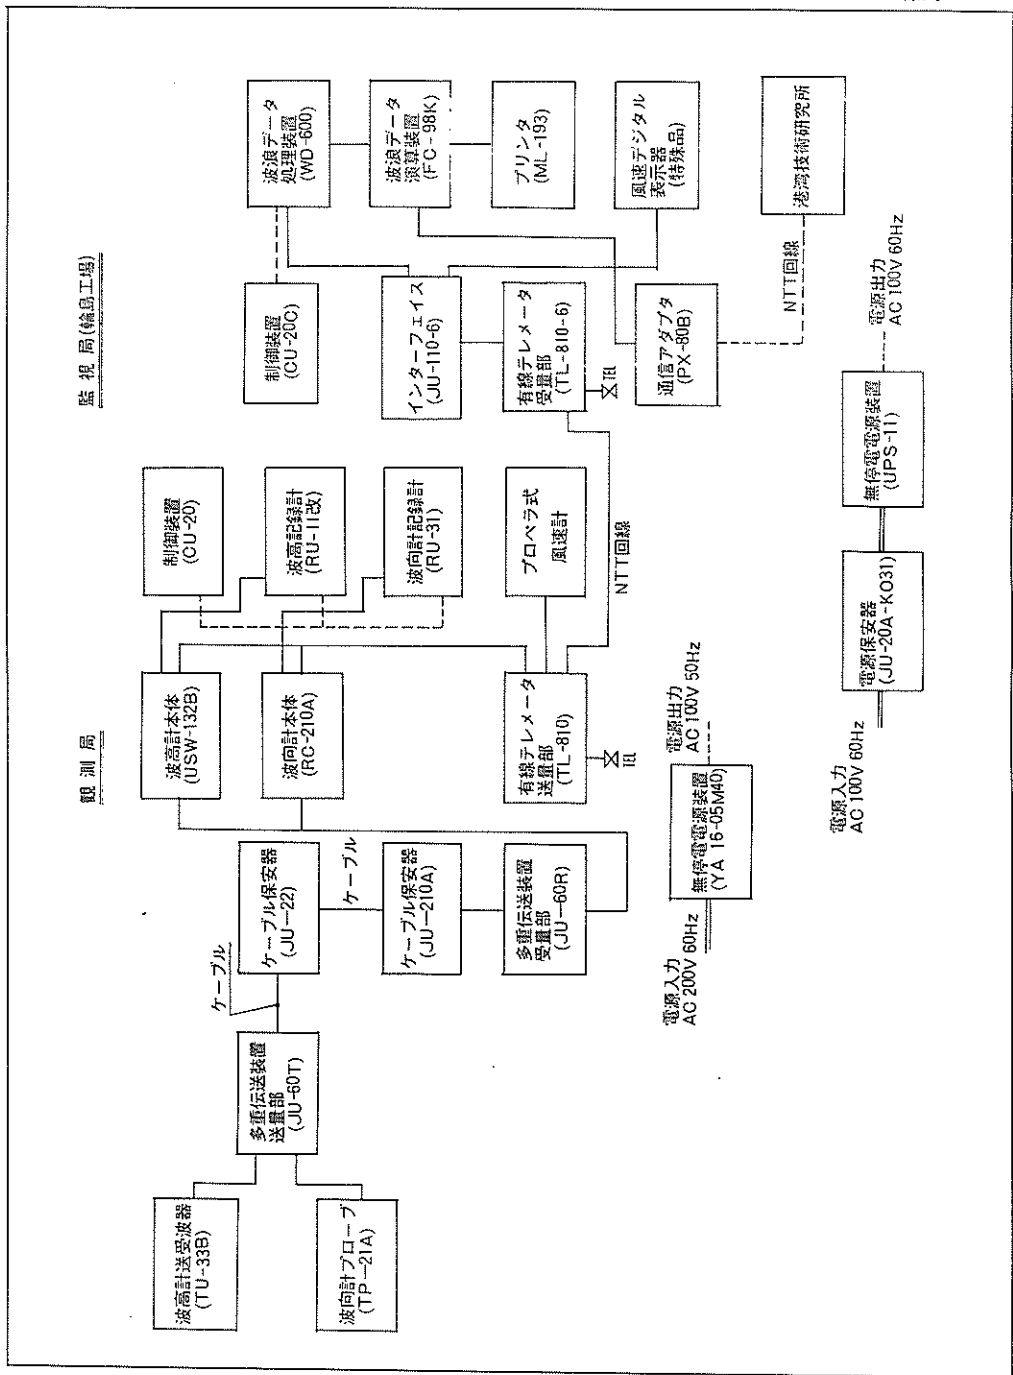 観測局
監視局(輪島工場)
波高計送受波器
(TU-33B)
波向計プローブ
(TP-21A)
多重伝送装置
送量部
(JU-60T)
ケーブル
ケーブル保安器
(JU-22)
ケーブル
ケーブル保安器
(JU-210A)
多重伝送装置
受量部
(JU-60R)
波高計本体
(USW-132B)
波向計本体
(RC-210A)
有線テレメータ
送量部
(TL-810)
TEL
制御装置
(CU-20)
波高記録計
(RU-11改)
波向計記録計
(RU-31)
プロペラ式
風速計
NTT回線
制御装置
(CU-20C)
インターフェイス
(JU-110-6)
有線テレメータ
受量部
(TL-810-6)
TEL
通信アダプタ
(PX-80B)
波浪データ
処理装置
(WD-600)
波浪データ
演算装置
(FC-98K)
プリンタ
(ML-193)
風速デジタル
表示器
(特殊品)
港湾技術研究所
NTT回線
電源入力
AC 200V 60Hz
無停電電源装置
(YA 16-05M40)
電源出力
AC 100V 50Hz
電源入力
AC 100V 60Hz
電源保安器
(JU-20A-KO31)
無停電電源装置
(UPS-11)
電源出力
AC 100V 60Hz